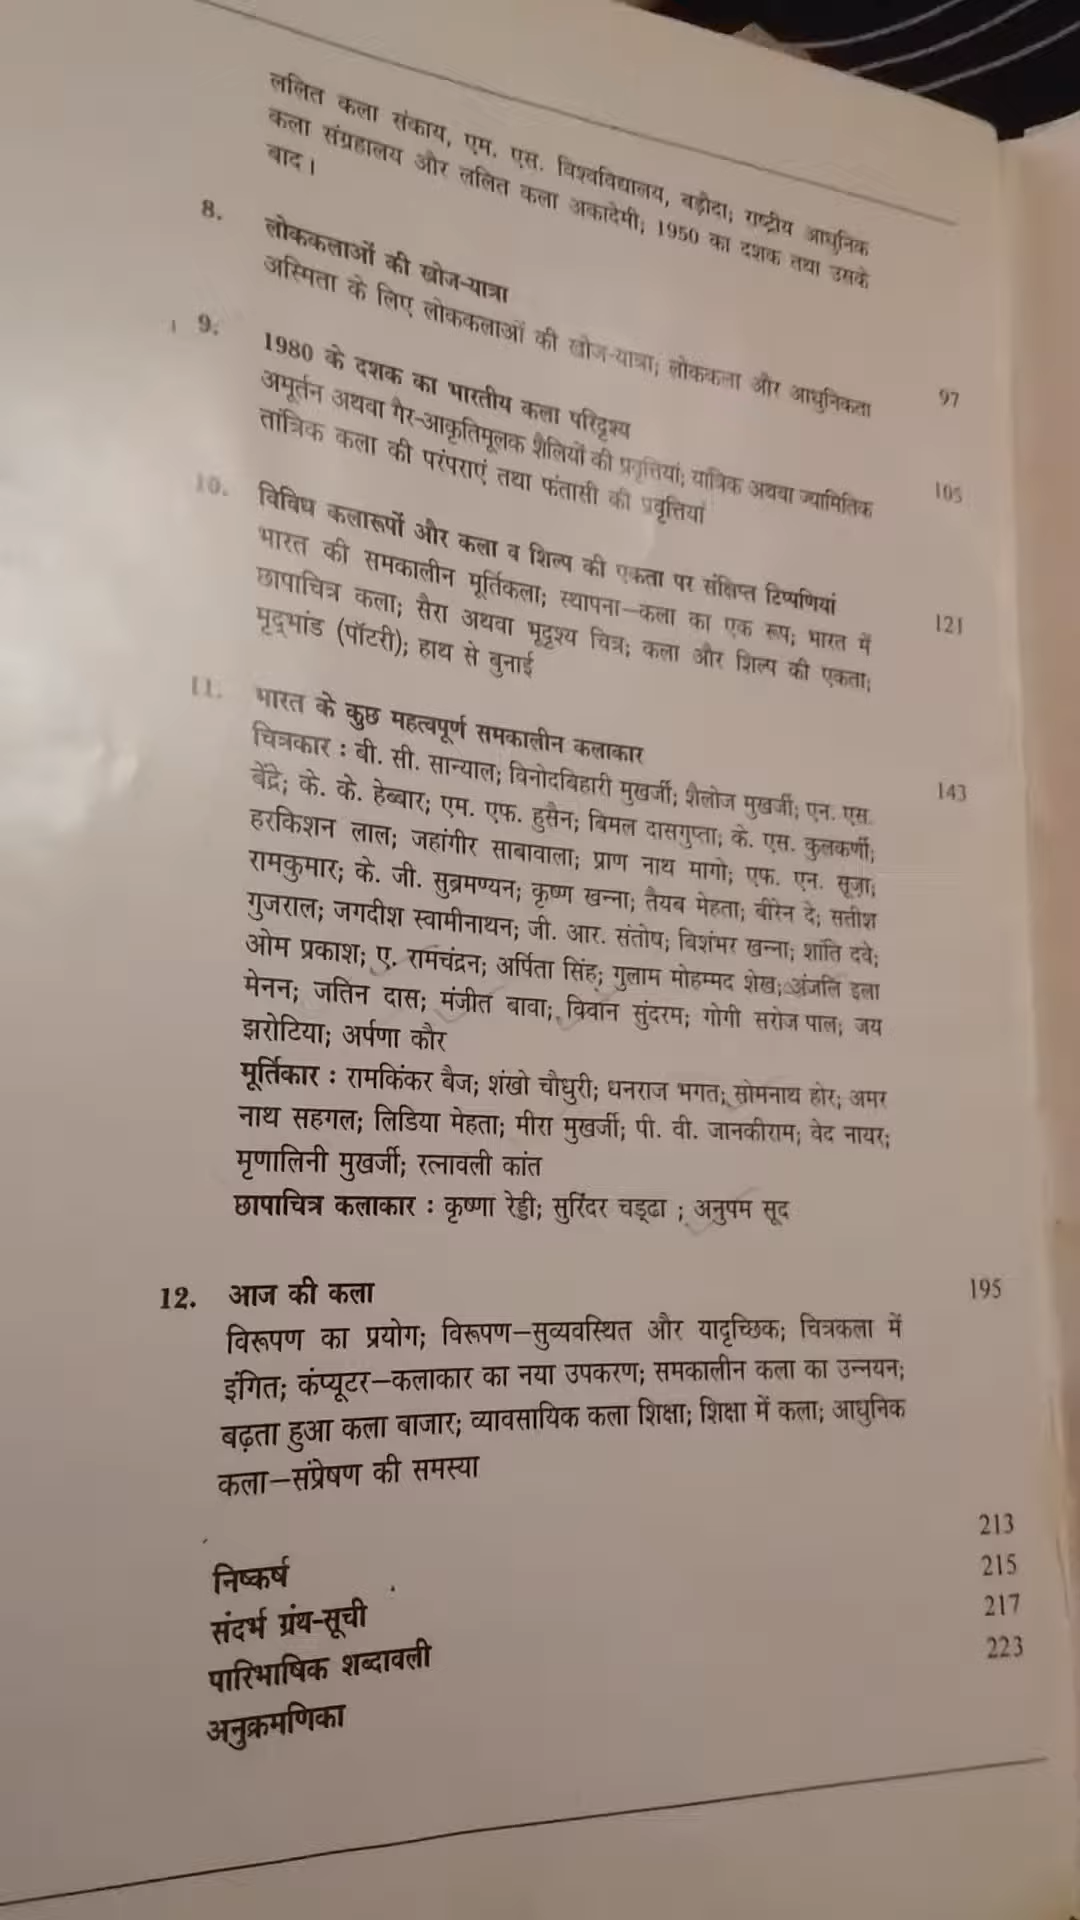 ललित कला संकाय, एम. एस. विश्वविद्यालय, बड़ौदा; राष्ट्रीय आधुनिक
कला संग्रहालय और ललित कला अकादेमी; 1950 का दशक तथा उसके
बाद।
8. लोककलाओं की खोज-यात्रा 97
अस्मिता के लिए लोककलाओं की खोज-यात्रा; लोककला और आधुनिकता
9. 1980 के दशक का भारतीय कला परिदृश्य 105
अमूर्तन अथवा गैर-आकृतिमूलक शैलियों की प्रवृत्तियां; यांत्रिक अथवा ज्यामितिक
तांत्रिक कला की परंपराएं तथा फंतासी की प्रवृत्तियां
10. विविध कलारूपों और कला व शिल्प की एकता पर संक्षिप्त टिप्पणियां 121
भारत की समकालीन मूर्तिकला; स्थापना–कला का एक रूप; भारत में
छापाचित्र कला; सैरा अथवा भूदृश्य चित्र; कला और शिल्प की एकता;
मृद्भांड (पॉटरी); हाथ से बुनाई
11. भारत के कुछ महत्वपूर्ण समकालीन कलाकार 143
चित्रकार : बी. सी. सान्याल; विनोदबिहारी मुखर्जी; शैलोज मुखर्जी; एन. एस.
बेंद्रे; के. के. हेब्बार; एम. एफ. हुसैन; बिमल दासगुप्ता; के. एस. कुलकर्णी;
हरकिशन लाल; जहांगीर साबावाला; प्राण नाथ मागो; एफ. एन. सूजा;
रामकुमार; के. जी. सुब्रमण्यन; कृष्ण खन्ना; तैयब मेहता; बीरेन दे; सतीश
गुजराल; जगदीश स्वामीनाथन; जी. आर. संतोष; बिशंभर खन्ना; शांति दवे;
ओम प्रकाश; ए. रामचंद्रन; अर्पिता सिंह; गुलाम मोहम्मद शेख; अंजलि इला
मेनन; जतिन दास; मंजीत बावा; विवान सुंदरम; गोगी सरोज पाल; जय
झरोटिया; अर्पणा कौर
मूर्तिकार : रामकिंकर बैज; शंखो चौधुरी; धनराज भगत; सोमनाथ होर; अमर
नाथ सहगल; लिडिया मेहता; मीरा मुखर्जी; पी. वी. जानकीराम; वेद नायर;
मृणालिनी मुखर्जी; रत्नावली कांत
छापाचित्र कलाकार : कृष्णा रेड्डी; सुरिंदर चड्ढा ; अनुपम सूद
12. आज की कला 195
विरूपण का प्रयोग; विरूपण–सुव्यवस्थित और यादृच्छिक; चित्रकला में
इंगित; कंप्यूटर–कलाकार का नया उपकरण; समकालीन कला का उन्नयन;
बढ़ता हुआ कला बाजार; व्यावसायिक कला शिक्षा; शिक्षा में कला; आधुनिक
कला–संप्रेषण की समस्या
निष्कर्ष 213
संदर्भ ग्रंथ-सूची 215
पारिभाषिक शब्दावली 217
अनुक्रमणिका 223